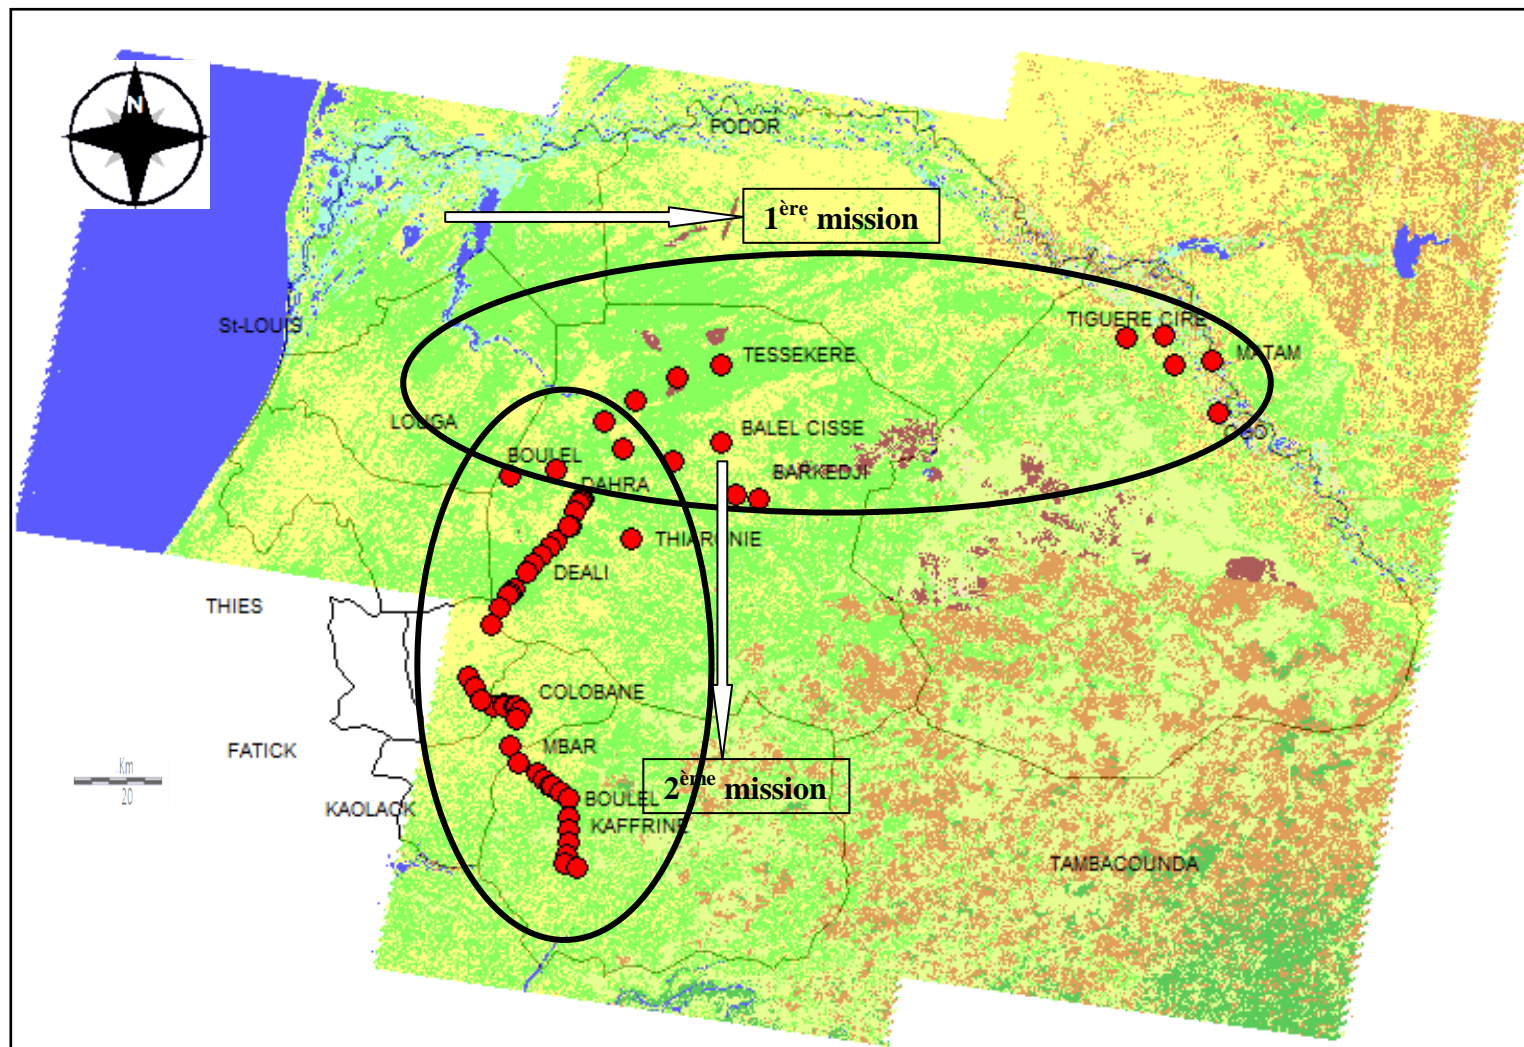 N
PODOR
1ère mission
St-LOUIS
TIGUERE CIRE
TESSEKERE
MATAM
LOUGA
BALEL CISSE
OGO
BOULEL
BARKEDJI
DAHRA
THIARGNIE
DEALI
THIES
COLOBANE
MBAR
FATICK
Km
20
2ème mission
BOULEL
KAOLACK
KAFFRINE
TAMBACOUNDA